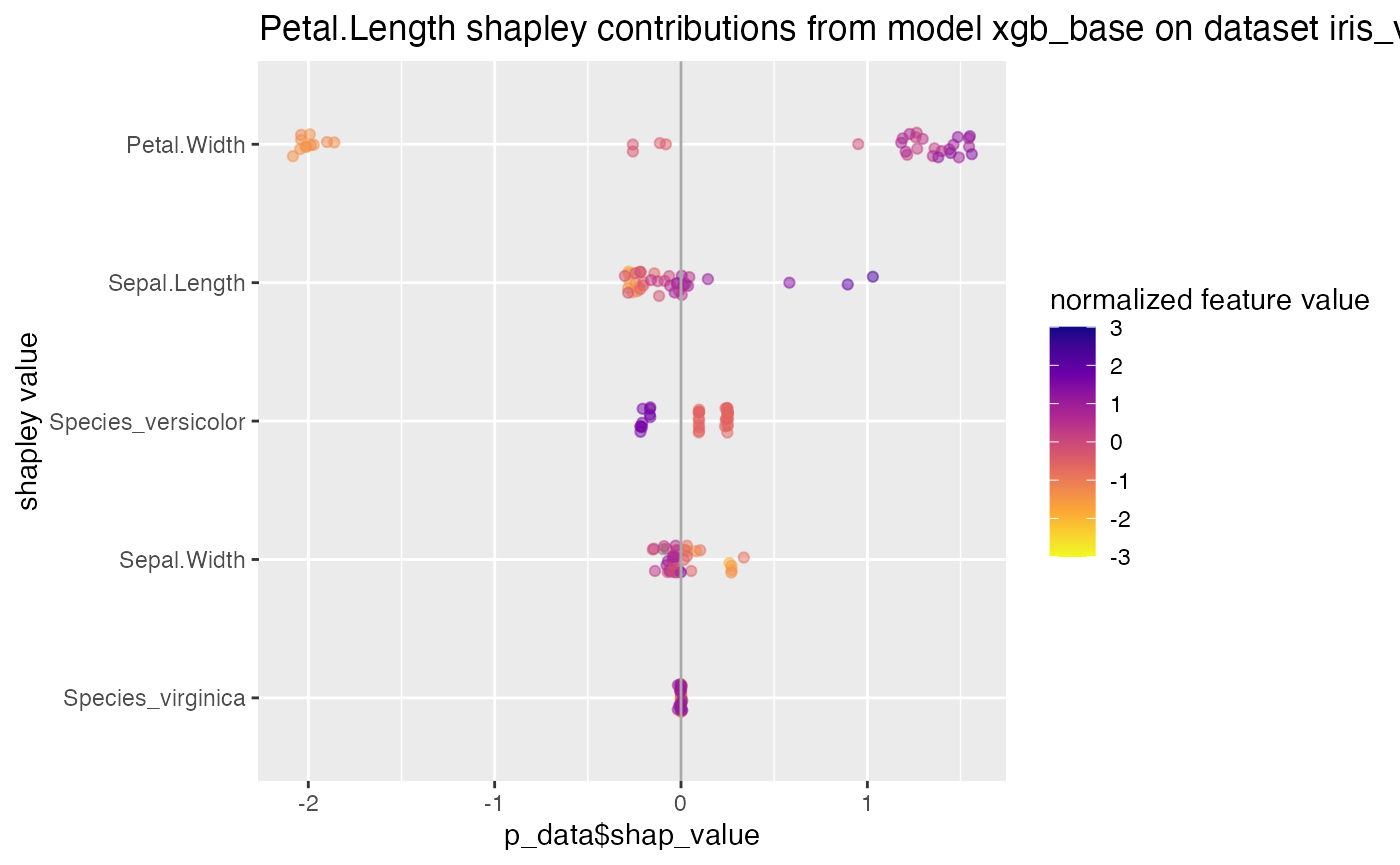 Petal.Length shapley contributions from model xgb_base on dataset iris_v
Petal.Width
Sepal.Length
Species_versicolor
Sepal.Width
Species_virginica
shapley value
-2
-1
0
1
p_data$shap_value
normalized feature value
3
2
1
0
-1
-2
-3